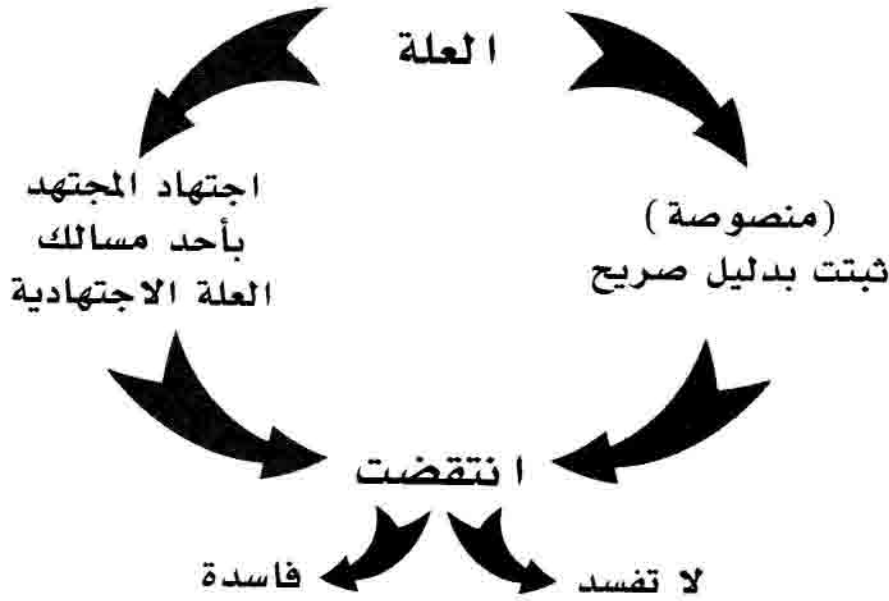 العلة
(منصوصة)
ثبتت بدليل صريح
اجتهاد المجتهد
بأحد مسالك
العلة الاجتهادية
انتقضت
لا تفسد
فاسدة